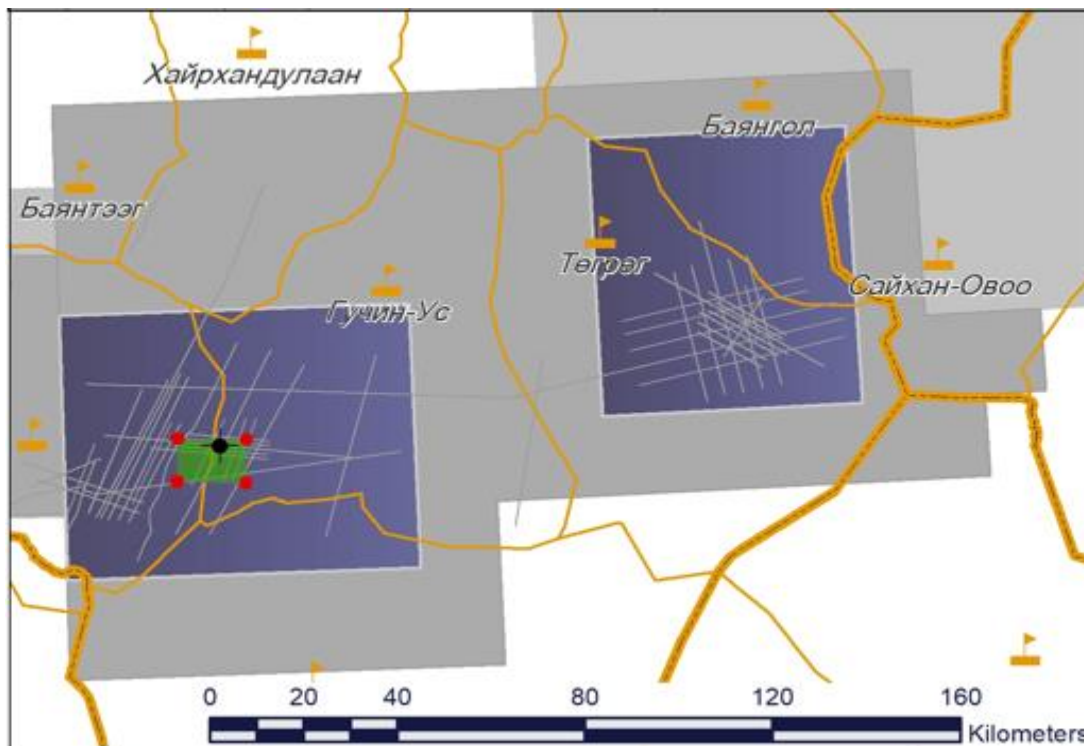 Хайрхандулаан
Баянгол
Баянтээг
Төгрөг
Сайхан-Овоо
Гучин-Ус
0 20 40 80 120 160
Kilometers